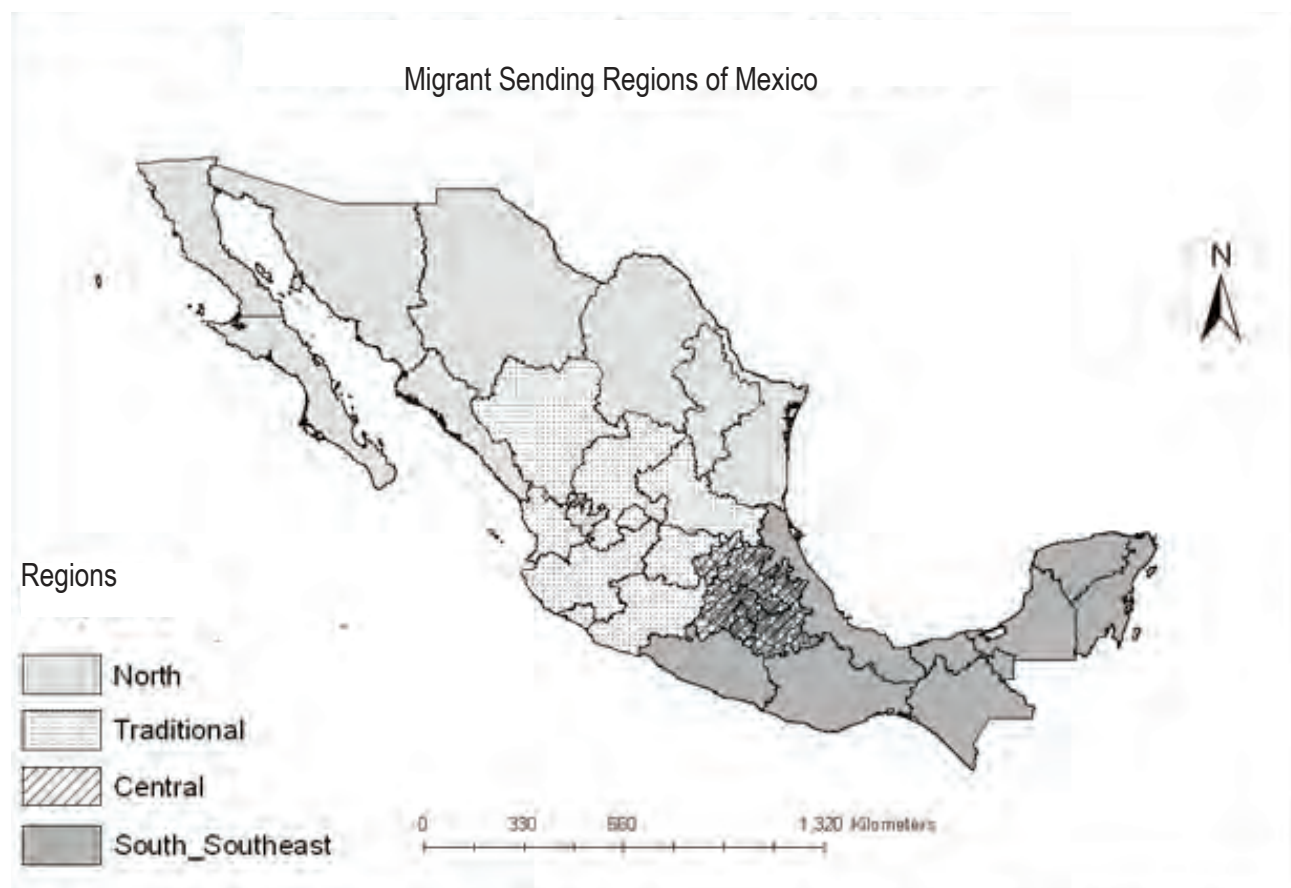 Migrant Sending Regions of Mexico
N
Regions
North
Traditional
Central
South_Southeast
0 330 660 1,320 Kilometers